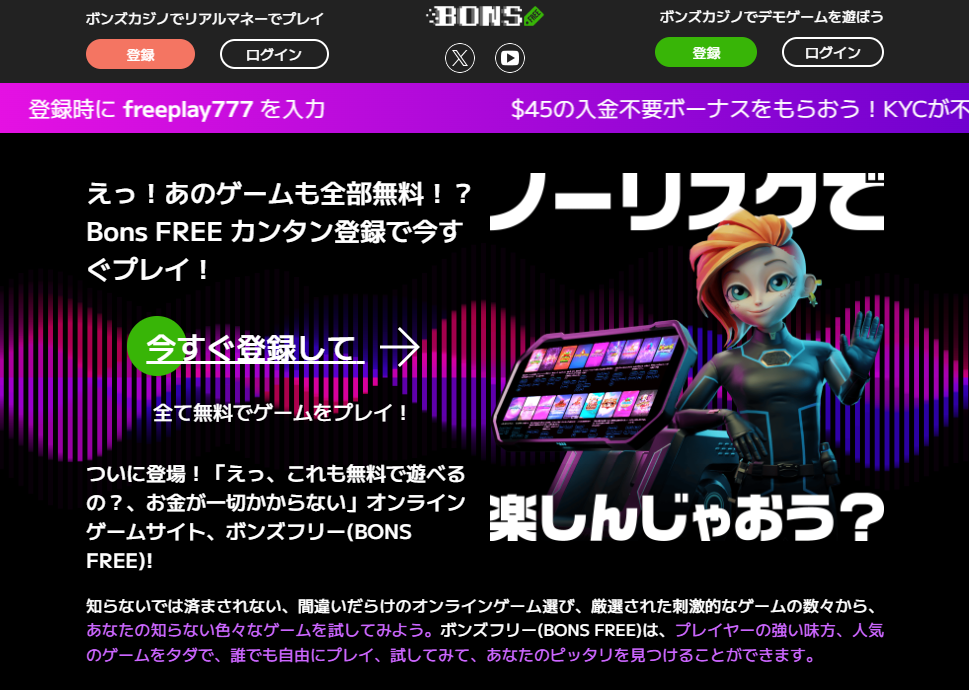 ボンズカジノでリアルマネーでプレイ
登録
ログイン
BONS
FREE
ボンズカジノでデモゲームを遊ぼう
登録
ログイン
登録時に freeplay777 を入力
$45の入金不要ボーナスをもらおう！KYCが不
えっ！あのゲームも全部無料！？
Bons FREE カンタン登録で今す
ぐプレイ！
今すぐ登録して
全て無料でゲームをプレイ！
ノーリスクで
楽しんじゃおう？
ついに登場！「えっ、これも無料で遊べる
の？、お金が一切かからない」オンライン
ゲームサイト、ボンズフリー(BONS
FREE)!
知らないでは済まされない、間違いだらけのオンラインゲーム選び、厳選された刺激的なゲームの数々から、
あなたの知らない色々なゲームを試してみよう。ボンズフリー(BONS FREE)は、プレイヤーの強い味方、人気
のゲームをタダで、誰でも自由にプレイ、試してみて、あなたのピッタリを見つけることができます。